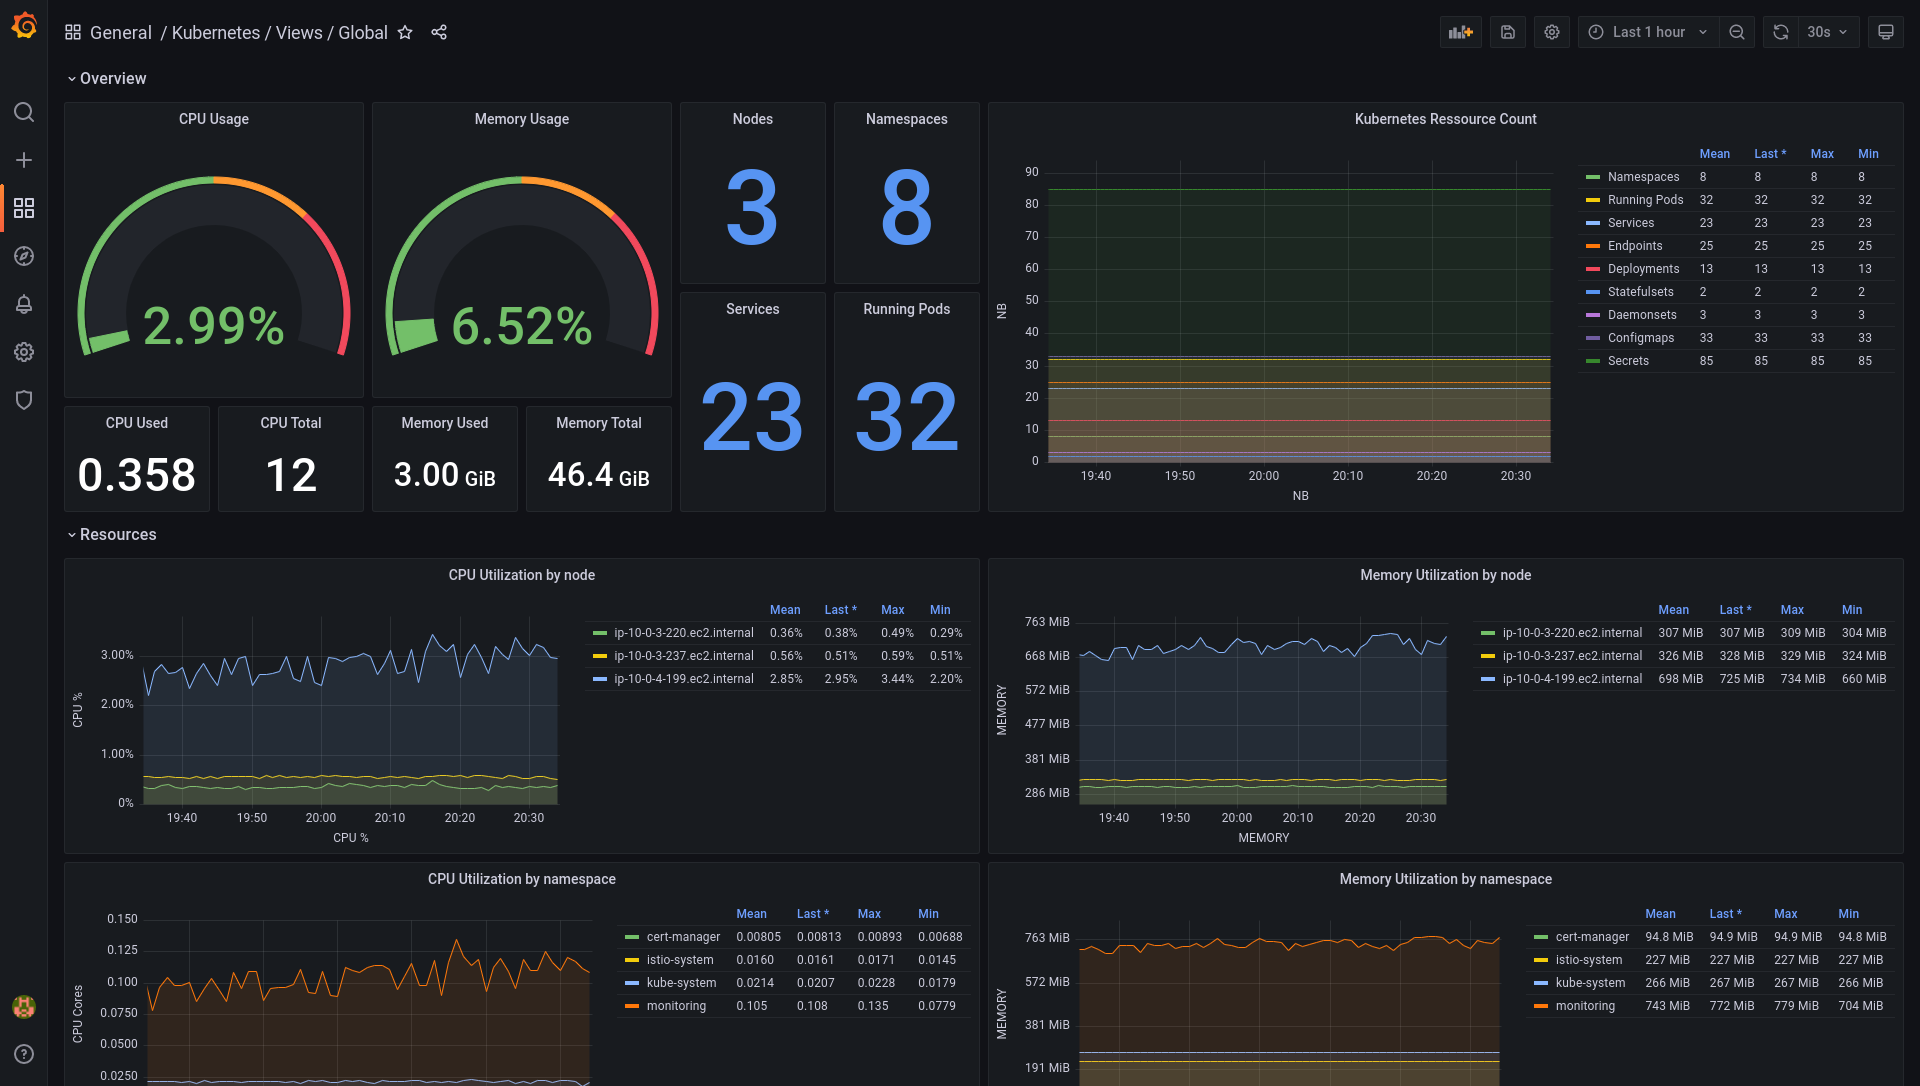 General / Kubernetes / Views / Global
Last 1 hour
30s
Overview
CPU Usage
2.99%
Memory Usage
6.52%
Nodes
3
Namespaces
8
Services
23
Running Pods
32
CPU Used
0.358
CPU Total
12
Memory Used
3.00 GiB
Memory Total
46.4 GiB
Kubernetes Ressource Count
NB
90
80
70
60
50
40
30
20
10
0
19:40 19:50 20:00 20:10 20:20 20:30
NB
Mean Last * Max Min
Namespaces 8 8 8 8
Running Pods 32 32 32 32
Services 23 23 23 23
Endpoints 25 25 25 25
Deployments 13 13 13 13
Statefulsets 2 2 2 2
Daemonsets 3 3 3 3
Configmaps 33 33 33 33
Secrets 85 85 85 85
Resources
CPU Utilization by node
CPU %
3.00%
2.00%
1.00%
0%
19:40 19:50 20:00 20:10 20:20 20:30
CPU %
Mean Last * Max Min
ip-10-0-3-220.ec2.internal 0.36% 0.38% 0.49% 0.29%
ip-10-0-3-237.ec2.internal 0.56% 0.51% 0.59% 0.51%
ip-10-0-4-199.ec2.internal 2.85% 2.95% 3.44% 2.20%
Memory Utilization by node
MEMORY
763 MiB
668 MiB
572 MiB
477 MiB
381 MiB
286 MiB
19:40 19:50 20:00 20:10 20:20 20:30
MEMORY
Mean Last * Max Min
ip-10-0-3-220.ec2.internal 307 MiB 307 MiB 309 MiB 304 MiB
ip-10-0-3-237.ec2.internal 326 MiB 328 MiB 329 MiB 324 MiB
ip-10-0-4-199.ec2.internal 698 MiB 725 MiB 734 MiB 660 MiB
CPU Utilization by namespace
CPU Cores
0.150
0.125
0.100
0.0750
0.0500
0.0250
Mean Last * Max Min
cert-manager 0.00805 0.00813 0.00893 0.00688
istio-system 0.0160 0.0161 0.0171 0.0145
kube-system 0.0214 0.0207 0.0228 0.0179
monitoring 0.105 0.108 0.135 0.0779
Memory Utilization by namespace
MEMORY
763 MiB
572 MiB
381 MiB
191 MiB
Mean Last * Max Min
cert-manager 94.8 MiB 94.9 MiB 94.9 MiB 94.8 MiB
istio-system 227 MiB 227 MiB 227 MiB 227 MiB
kube-system 266 MiB 267 MiB 267 MiB 266 MiB
monitoring 743 MiB 772 MiB 779 MiB 704 MiB